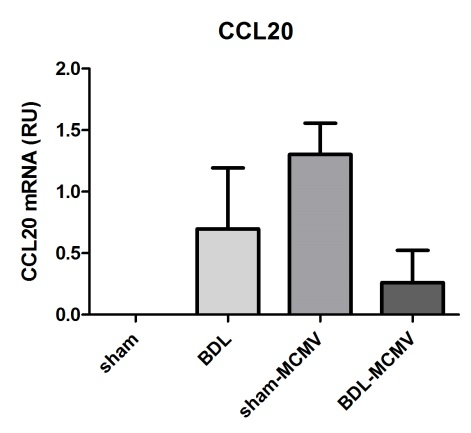 CCL20
CCL20 mRNA (RU)
2.0
1.5
1.0
0.5
0.0
sham
BDL
sham-MCMV
BDL-MCMV